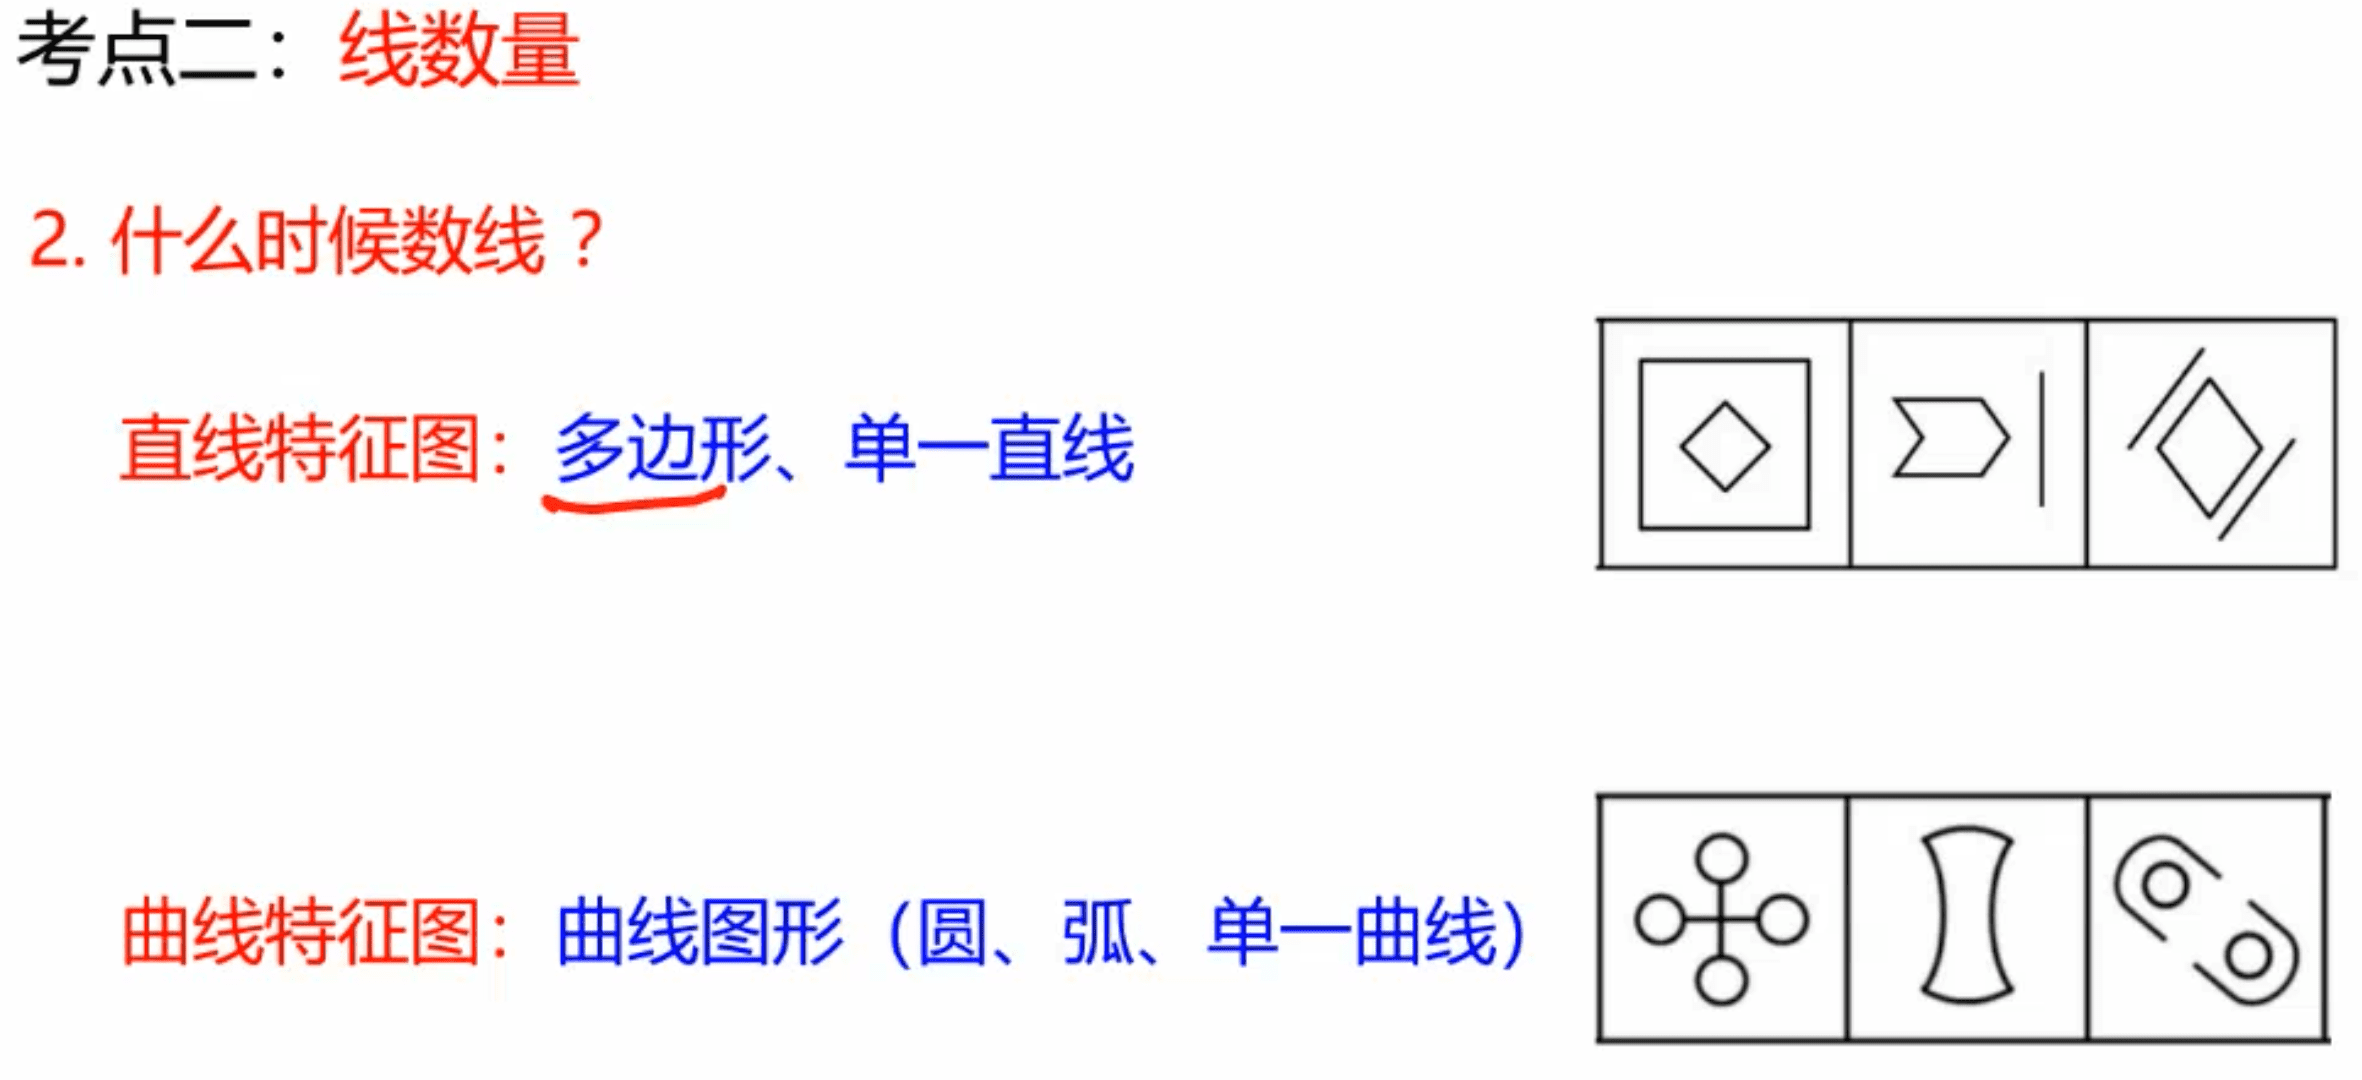 考点二：线数量
2. 什么时候数线？
直线特征图：多边形、单一直线
曲线特征图：曲线图形（圆、弧、单一曲线）